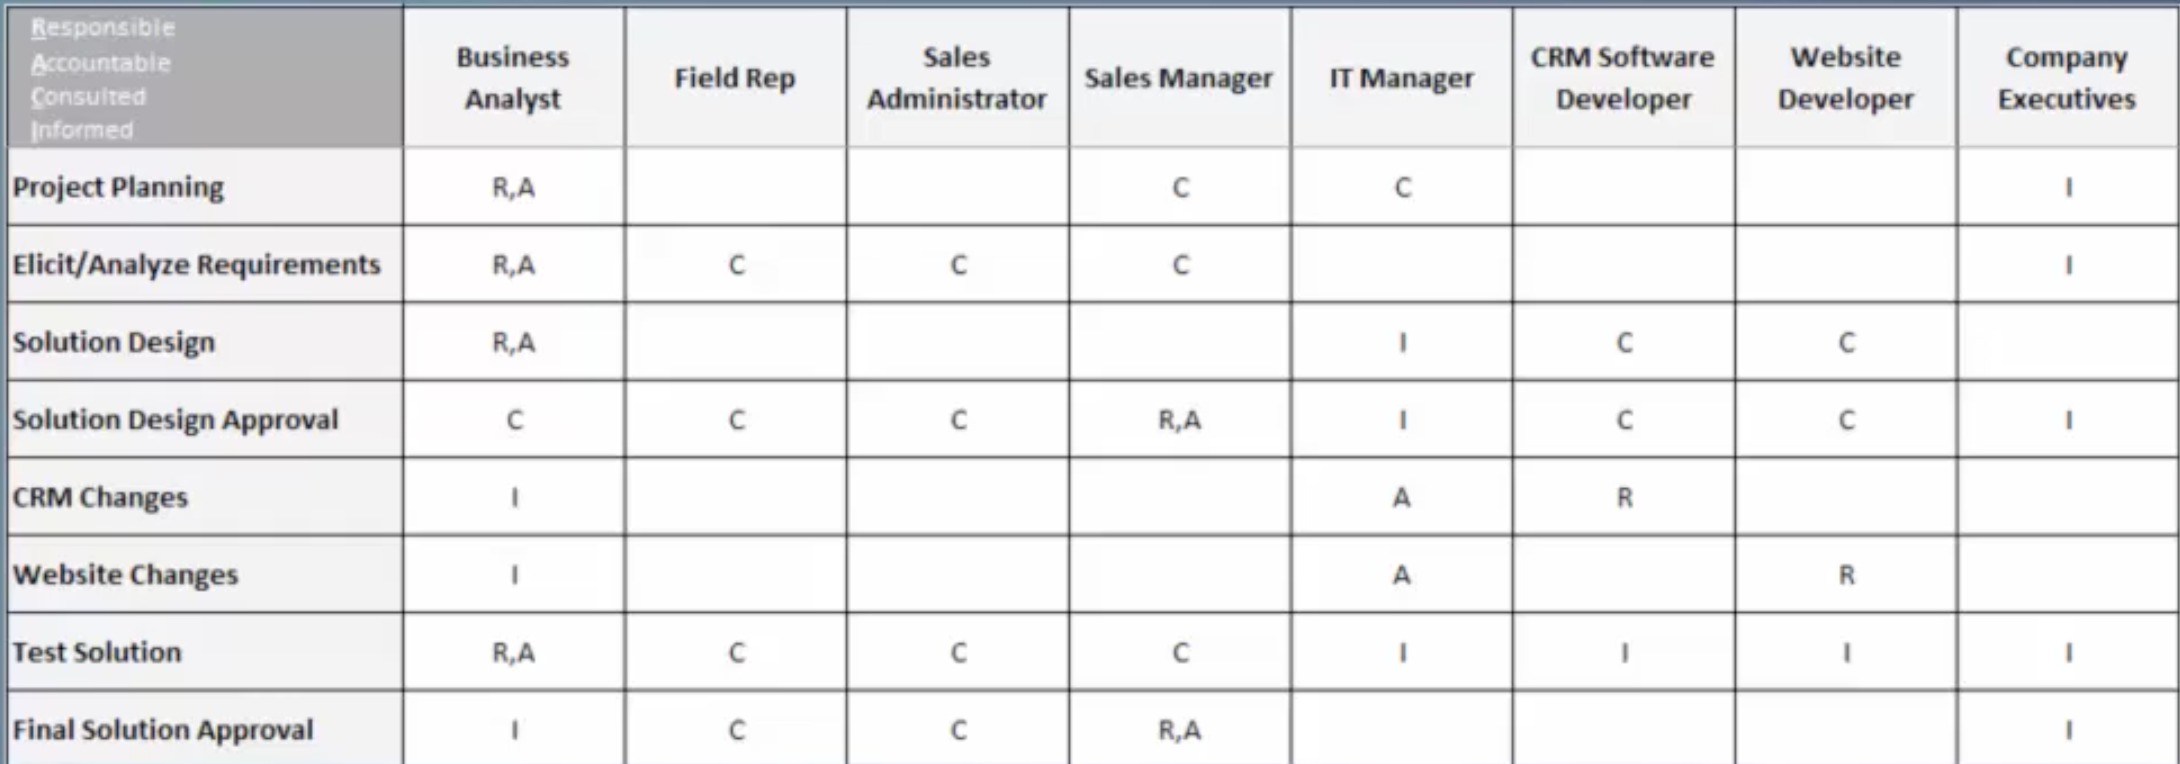 Responsible
Accountable
Consulted
Informed
Business Analyst	Field Rep	Sales Administrator	Sales Manager	IT Manager	CRM Software Developer	Website Developer	Company Executives
Project Planning	R,A			C	C			I
Elicit/Analyze Requirements	R,A	C	C	C				I
Solution Design	R,A				I	C	C	
Solution Design Approval	C	C	C	R,A	I	C	C	I
CRM Changes	I				A	R		
Website Changes	I				A		R	
Test Solution	R,A	C	C	C	I	I	I	I
Final Solution Approval	I	C	C	R,A				I